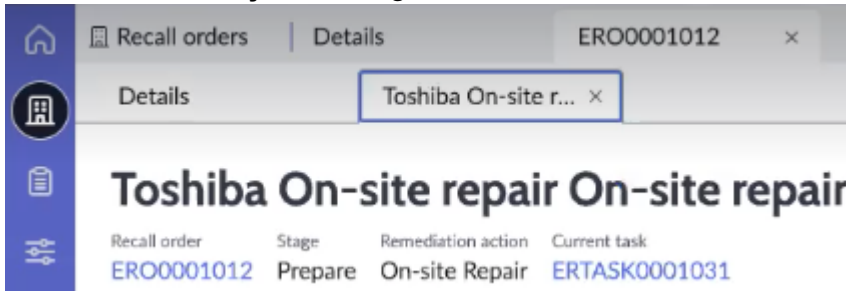 Recall orders Details ERO0001012
Details Toshiba On-site r...
Toshiba On-site repair On-site repair
Recall order Stage Remediation action Current task
ERO0001012 Prepare On-site Repair ERTASK0001031